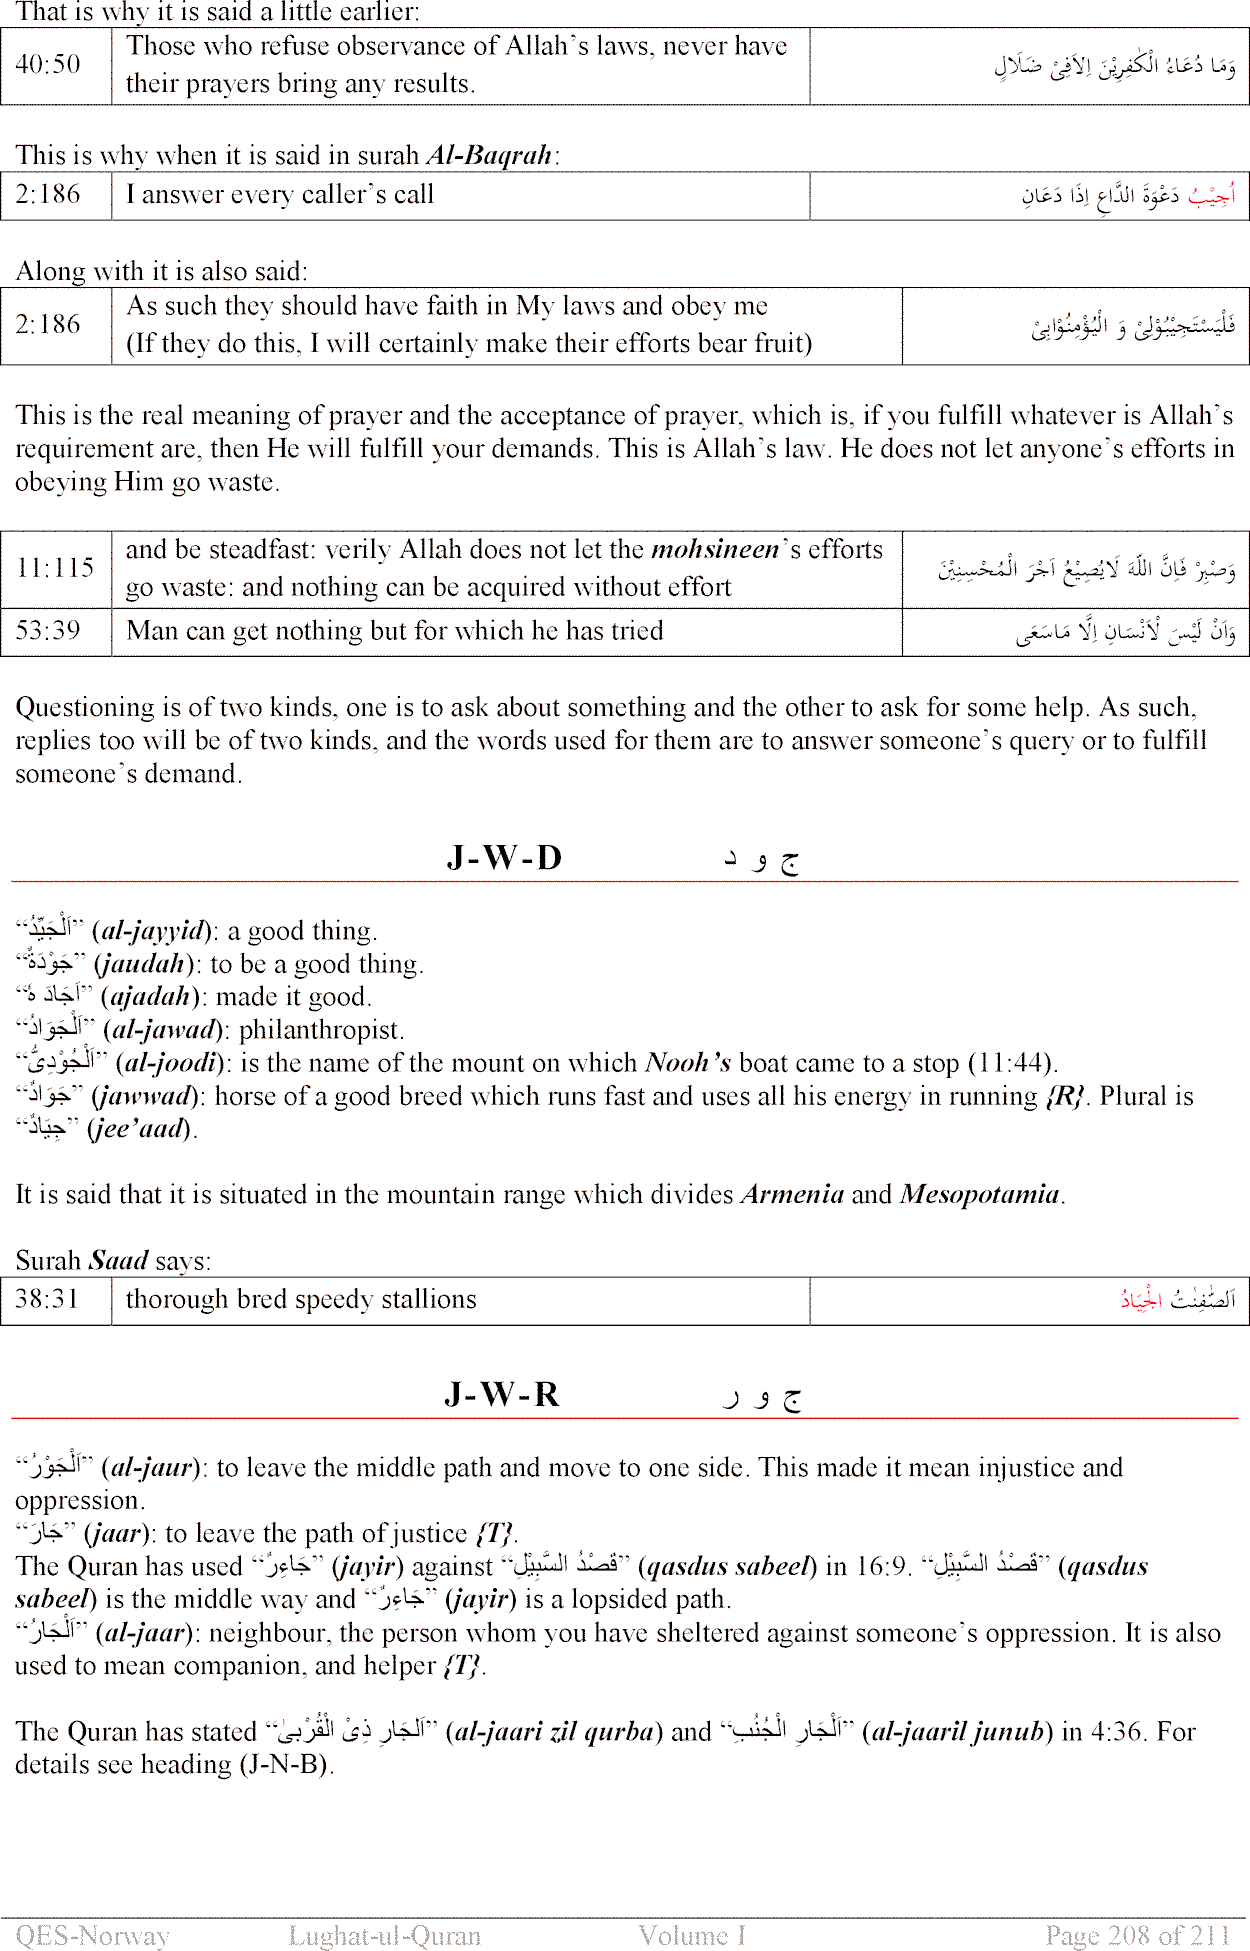 That is why it is said a little earlier:
40:50 Those who refuse observance of Allah's laws, never have their prayers bring any results. وَمَا دُعَاءُ الْكٰفِرِيْنَ اِلاَفِىْ ضَلَالٍ
This is why when it is said in surah Al-Baqrah:
2:186 I answer every caller's call اُجِيْبُ دَعْوَةَ الدَّاعِ اِذَا دَعَانِ
Along with it is also said:
2:186 As such they should have faith in My laws and obey me
(If they do this, I will certainly make their efforts bear fruit) فَلْيَسْتَجِيْبُوْلِىْ وَ الْيُؤْمِنُوْابِىْ
This is the real meaning of prayer and the acceptance of prayer, which is, if you fulfill whatever is Allah's
requirement are, then He will fulfill your demands. This is Allah's law. He does not let anyone's efforts in
obeying Him go waste.
11:115 and be steadfast: verily Allah does not let the mohsineen's efforts
go waste: and nothing can be acquired without effort وَصْبِرْ فَاِنَّ اللّٰهَ لَايُضِيْعُ اَجْرَ الْمُحْسِنِيْنَ
53:39 Man can get nothing but for which he has tried وَاَنْ لَيْسَ لْاَنْسَانِ اِلَّا مَاسَعَى
Questioning is of two kinds, one is to ask about something and the other to ask for some help. As such,
replies too will be of two kinds, and the words used for them are to answer someone's query or to fulfill
someone's demand.
J-W-D ج و د
“اَلْجَيِّدُ” (al-jayyid): a good thing.
“جَوْدَةٌ” (jaudah): to be a good thing.
“اَجَادَ هٗ” (ajadah): made it good.
“اَلْجَوَادُ” (al-jawad): philanthropist.
“اَلْجُوْدِىُّ” (al-joodi): is the name of the mount on which Nooh's boat came to a stop (11:44).
“جَوَادٌ” (jawwad): horse of a good breed which runs fast and uses all his energy in running {R}. Plural is
“جِيَادٌ” (jee'aad).
It is said that it is situated in the mountain range which divides Armenia and Mesopotamia.
Surah Saad says:
38:31 thorough bred speedy stallions اَلصّٰفِنٰتُ الْجِيَادُ
J-W-R ج و ر
“اَلْجَوْرُ” (al-jaur): to leave the middle path and move to one side. This made it mean injustice and
oppression.
“جَارَ” (jaar): to leave the path of justice {T}.
The Quran has used “جَاءِرٌ” (jayir) against “قَصْدُ السَّبِيْلِ” (qasdus sabeel) in 16:9. “قَصْدُ السَّبِيْلِ” (qasdus
sabeel) is the middle way and “جَاءِرٌ” (jayir) is a lopsided path.
“اَلْجَارُ” (al-jaar): neighbour, the person whom you have sheltered against someone's oppression. It is also
used to mean companion, and helper {T}.
The Quran has stated “اَلجَارِ ذِىْ الْقُرْبىٰ” (al-jaari zil qurba) and “اَلْجَارِ الْجُنُبِ” (al-jaaril junub) in 4:36. For
details see heading (J-N-B).
QES-Norway Lughat-ul-Quran Volume I Page 208 of 211